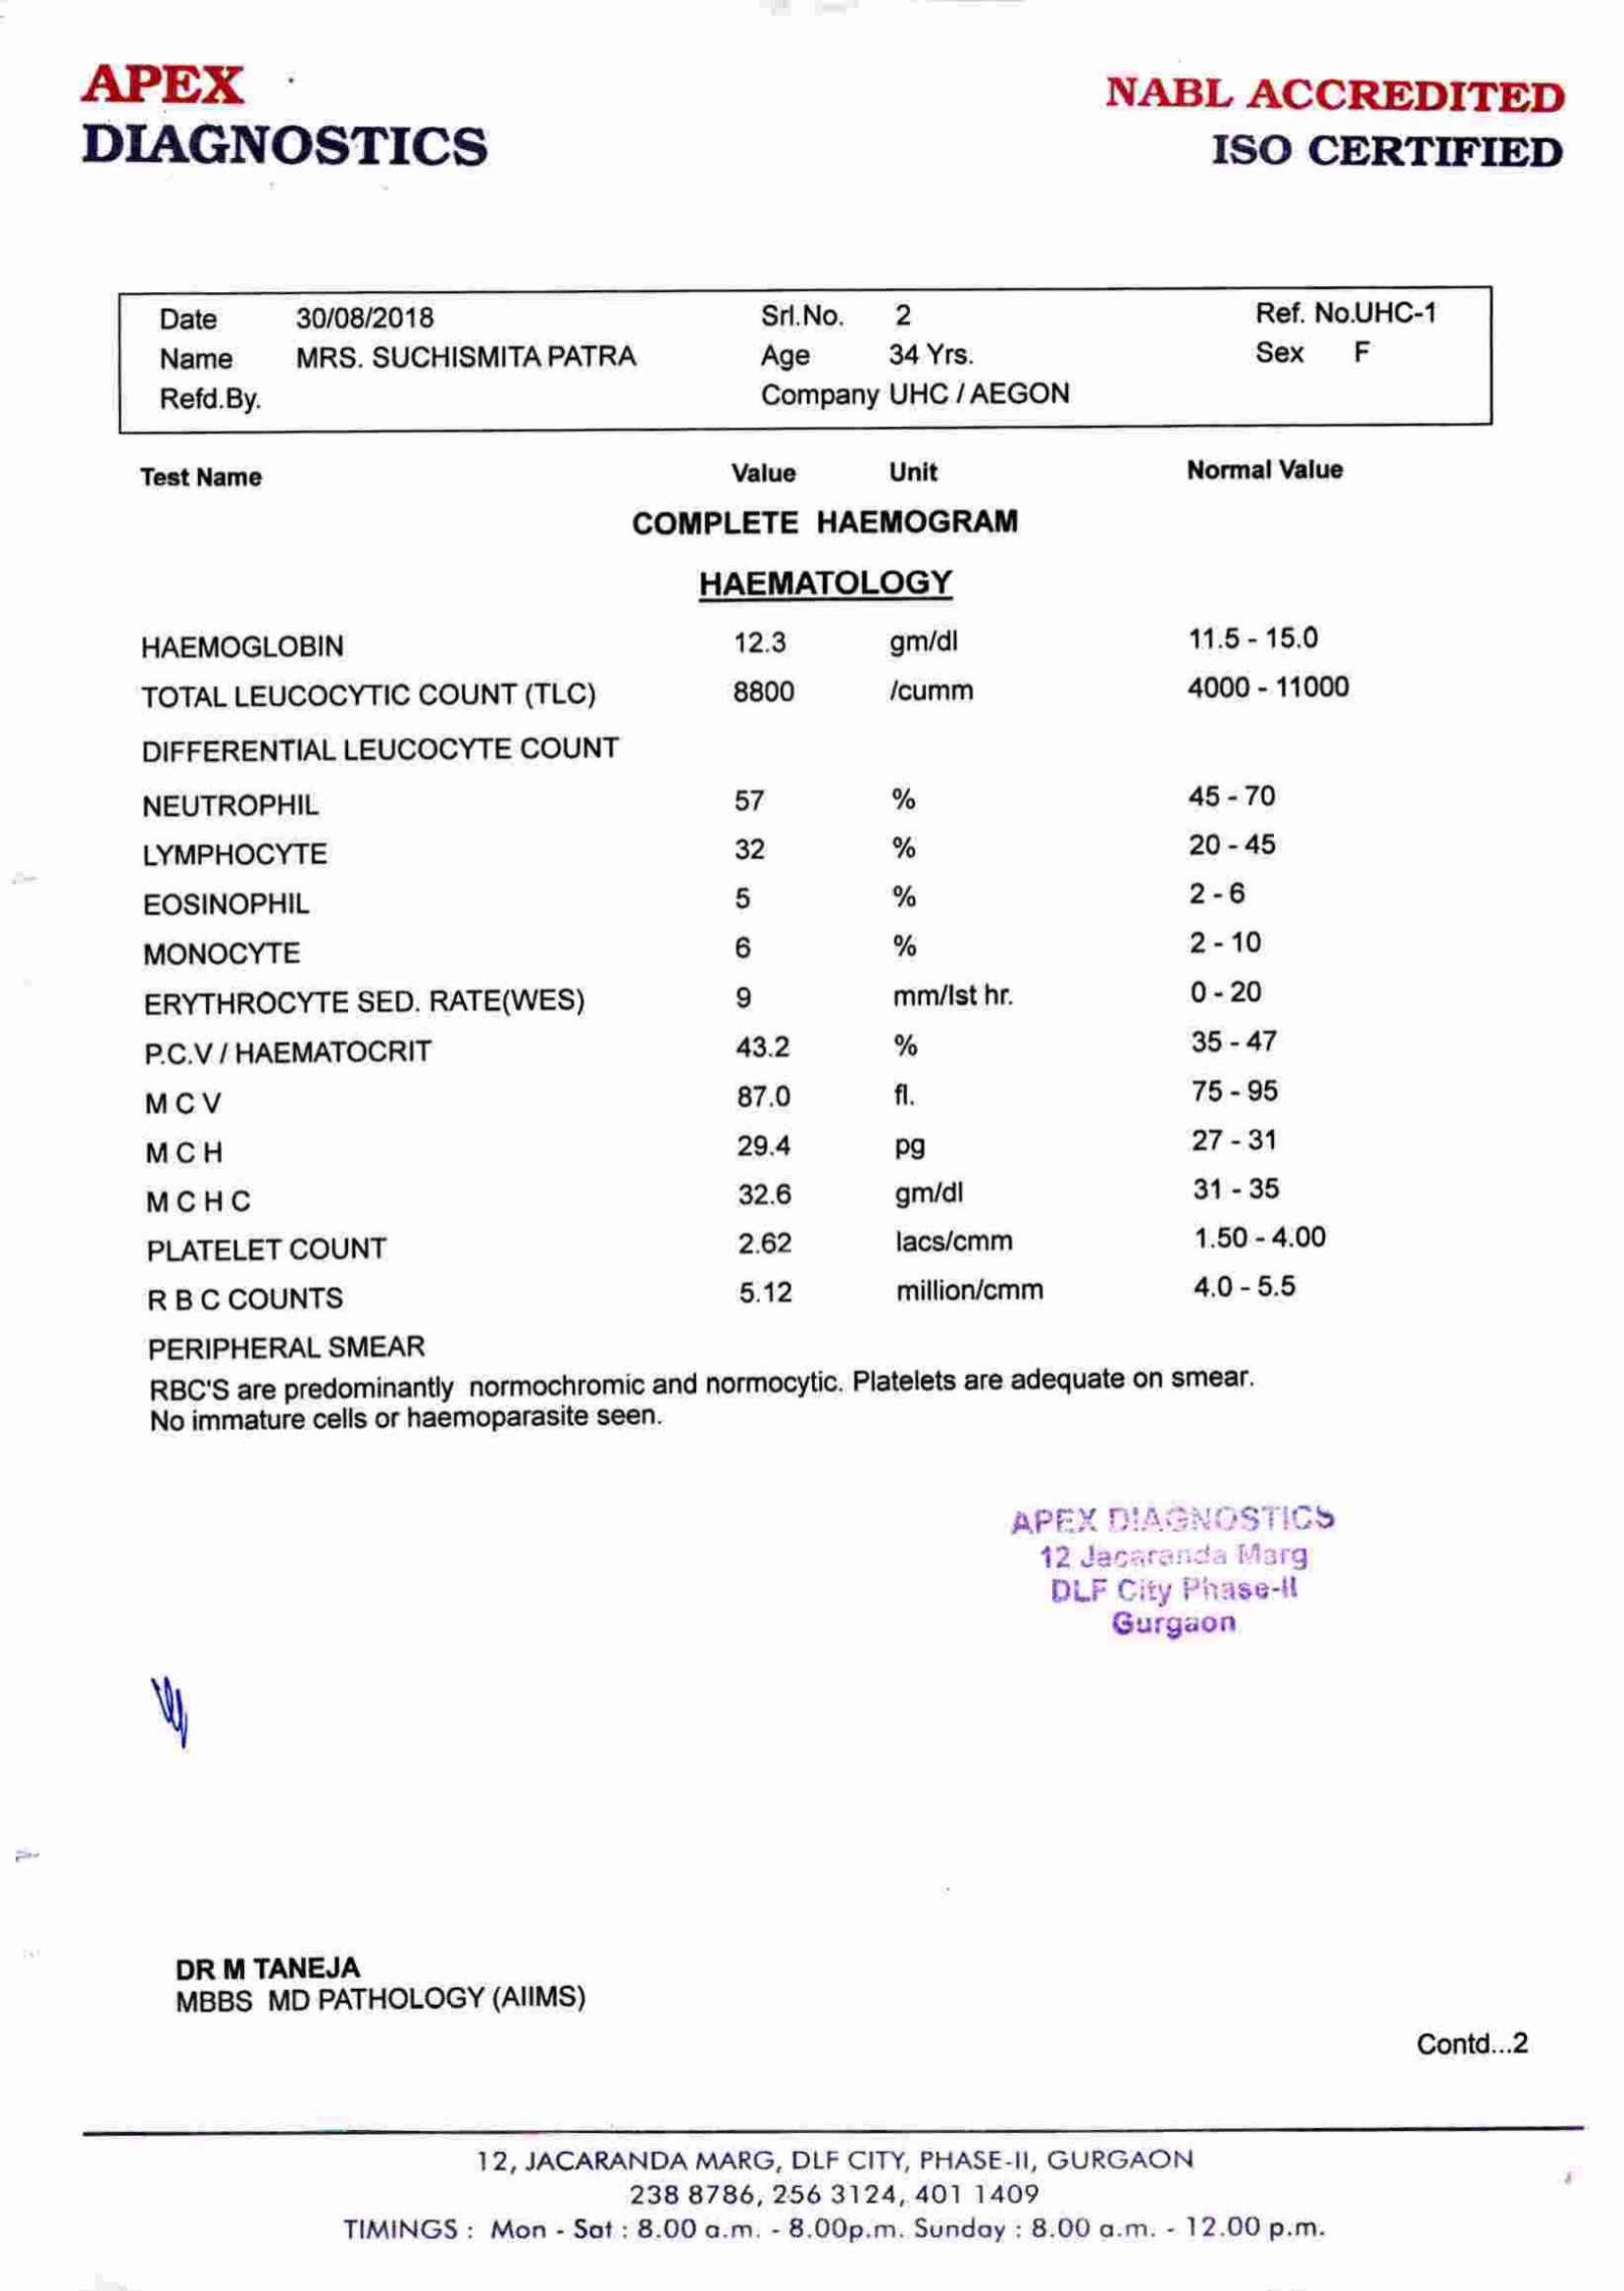 APEX
DIAGNOSTICS
NABL ACCREDITED
ISO CERTIFIED
Date 30/08/2018 Srl.No. 2 Ref. No.UHC-1
Name MRS. SUCHISMITA PATRA Age 34 Yrs. Sex F
Refd.By. Company UHC / AEGON
Test Name Value Unit Normal Value
COMPLETE HAEMOGRAM
HAEMATOLOGY
HAEMOGLOBIN 12.3 gm/dl 11.5 - 15.0
TOTAL LEUCOCYTIC COUNT (TLC) 8800 /cumm 4000 - 11000
DIFFERENTIAL LEUCOCYTE COUNT
NEUTROPHIL 57 % 45 - 70
LYMPHOCYTE 32 % 20 - 45
EOSINOPHIL 5 % 2 - 6
MONOCYTE 6 % 2 - 10
ERYTHROCYTE SED. RATE(WES) 9 mm/Ist hr. 0 - 20
P.C.V / HAEMATOCRIT 43.2 % 35 - 47
M C V 87.0 fl. 75 - 95
M C H 29.4 pg 27 - 31
M C H C 32.6 gm/dl 31 - 35
PLATELET COUNT 2.62 lacs/cmm 1.50 - 4.00
R B C COUNTS 5.12 million/cmm 4.0 - 5.5
PERIPHERAL SMEAR
RBC'S are predominantly normochromic and normocytic. Platelets are adequate on smear.
No immature cells or haemoparasite seen.
APEX DIAGNOSTICS
12 Jacaranda Marg
DLF City Phase-II
Gurgaon
DR M TANEJA
MBBS MD PATHOLOGY (AIIMS)
Contd...2
12, JACARANDA MARG, DLF CITY, PHASE-II, GURGAON
238 8786, 256 3124, 401 1409
TIMINGS : Mon - Sat : 8.00 a.m. - 8.00p.m. Sunday : 8.00 a.m. - 12.00 p.m.